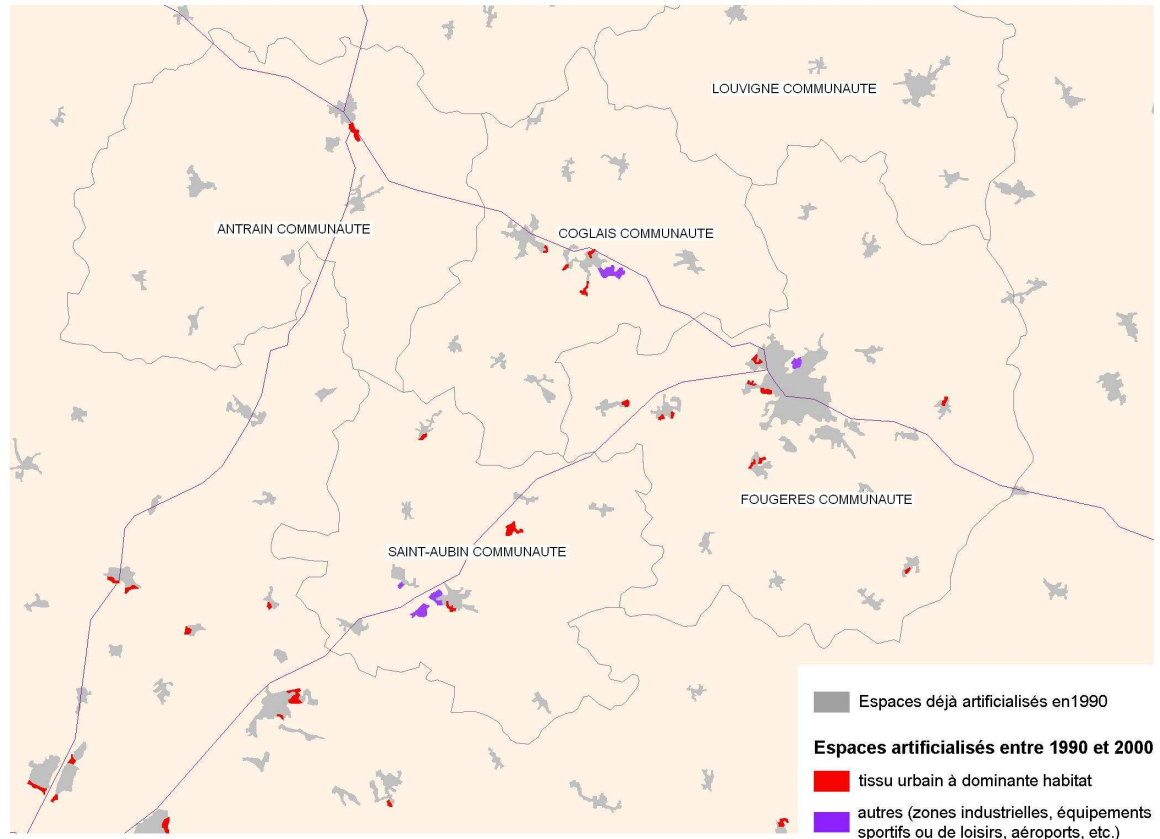 LOUVIGNE COMMUNAUTE
ANTRAIN COMMUNAUTE
COGLAIS COMMUNAUTE
FOUGERES COMMUNAUTE
SAINT-AUBIN COMMUNAUTE
Espaces déjà artificialisés en1990
Espaces artificialisés entre 1990 et 2000
tissu urbain à dominante habitat
autres (zones industrielles, équipements
sportifs ou de loisirs, aéroports, etc.)